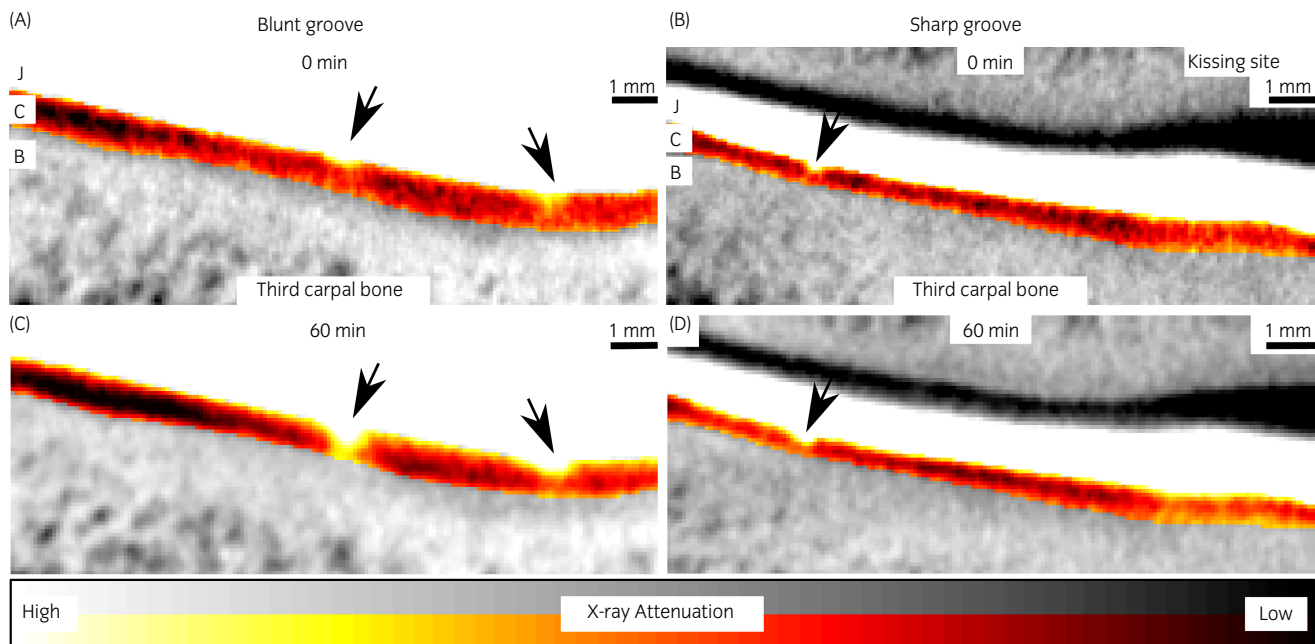 (A)
Blunt groove
0 min
J
C
B
1 mm
Third carpal bone
(B)
Sharp groove
0 min
Kissing site
1 mm
J
C
B
Third carpal bone
(C)
60 min
1 mm
(D)
60 min
1 mm
High
X-ray Attenuation
Low